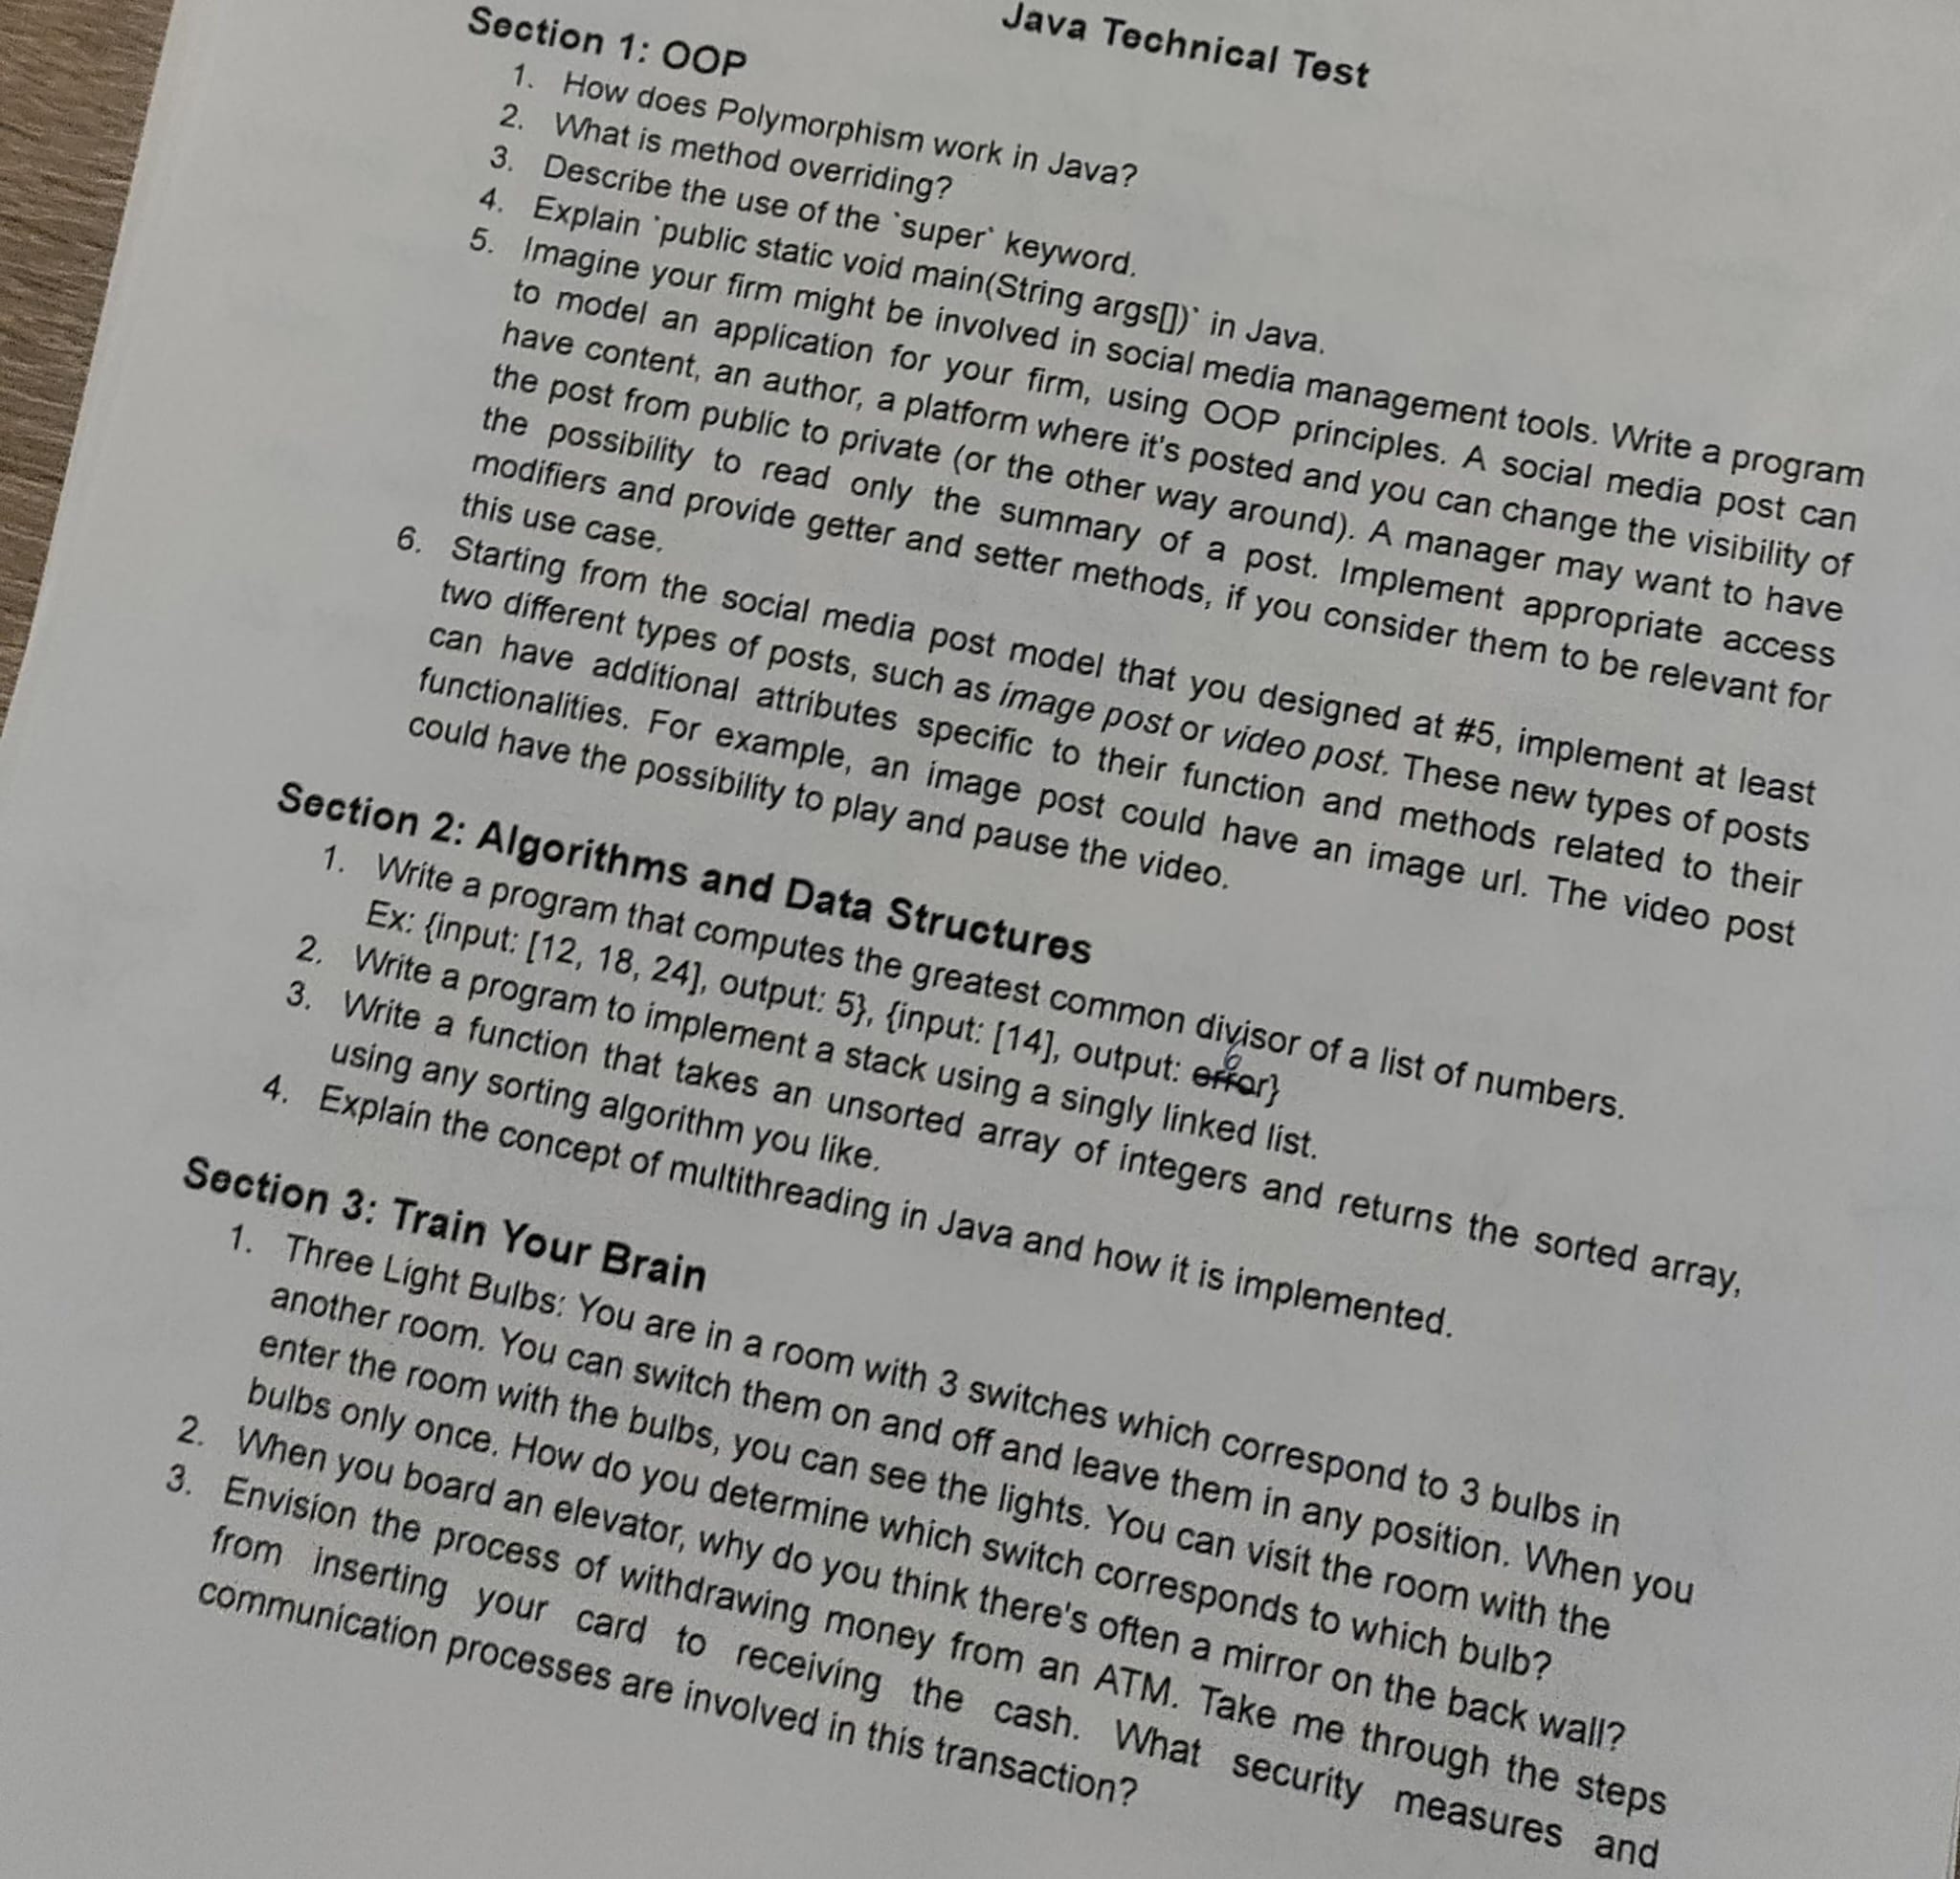 Java Technical Test
Section 1: OOP
1. How does Polymorphism work in Java?
2. What is method overriding?
3. Describe the use of the `super` keyword.
4. Explain `public static void main(String args[])` in Java.
5. Imagine your firm might be involved in social media management tools. Write a program
to model an application for your firm, using OOP principles. A social media post can
have content, an author, a platform where it's posted and you can change the visibility of
the post from public to private (or the other way around). A manager may want to have
the possibility to read only the summary of a post. Implement appropriate access
modifiers and provide getter and setter methods, if you consider them to be relevant for
this use case.
6. Starting from the social media post model that you designed at #5, implement at least
two different types of posts, such as image post or video post. These new types of posts
can have additional attributes specific to their function and methods related to their
functionalities. For example, an image post could have an image url. The video post
could have the possibility to play and pause the video.
Section 2: Algorithms and Data Structures
1. Write a program that computes the greatest common divisor of a list of numbers.
Ex: {input: [12, 18, 24], output: 5}, {input: [14], output: error}
6
2. Write a program to implement a stack using a singly linked list.
3. Write a function that takes an unsorted array of integers and returns the sorted array,
using any sorting algorithm you like.
4. Explain the concept of multithreading in Java and how it is implemented.
Section 3: Train Your Brain
1. Three Light Bulbs: You are in a room with 3 switches which correspond to 3 bulbs in
another room. You can switch them on and off and leave them in any position. When you
enter the room with the bulbs, you can see the lights. You can visit the room with the
bulbs only once. How do you determine which switch corresponds to which bulb?
2. When you board an elevator, why do you think there's often a mirror on the back wall?
3. Envision the process of withdrawing money from an ATM. Take me through the steps
from inserting your card to receiving the cash. What security measures and
communication processes are involved in this transaction?